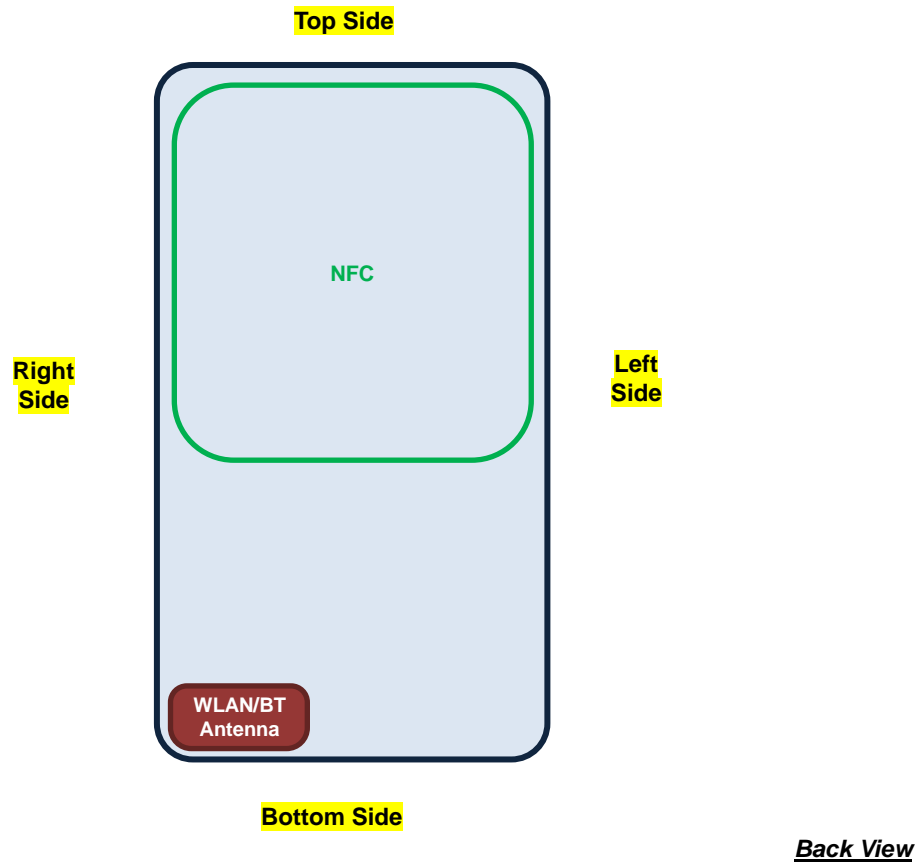 Top Side
NFC
Right
Side
Left
Side
WLAN/BT
Antenna
Bottom Side
Back View